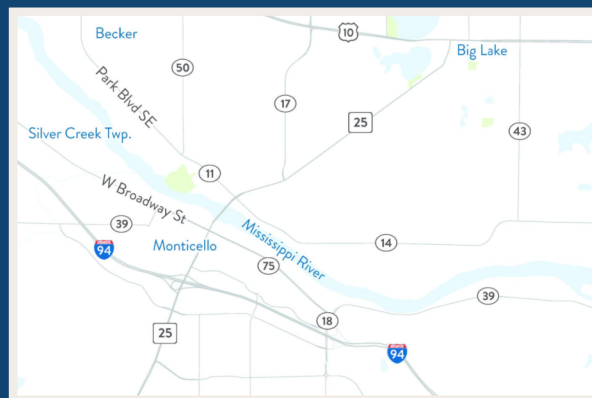 Becker
10
Big Lake
50
Park Blvd SE
17
25
43
Silver Creek Twp.
11
W Broadway St
39
94
Monticello
Mississippi River
14
75
39
18
25
94